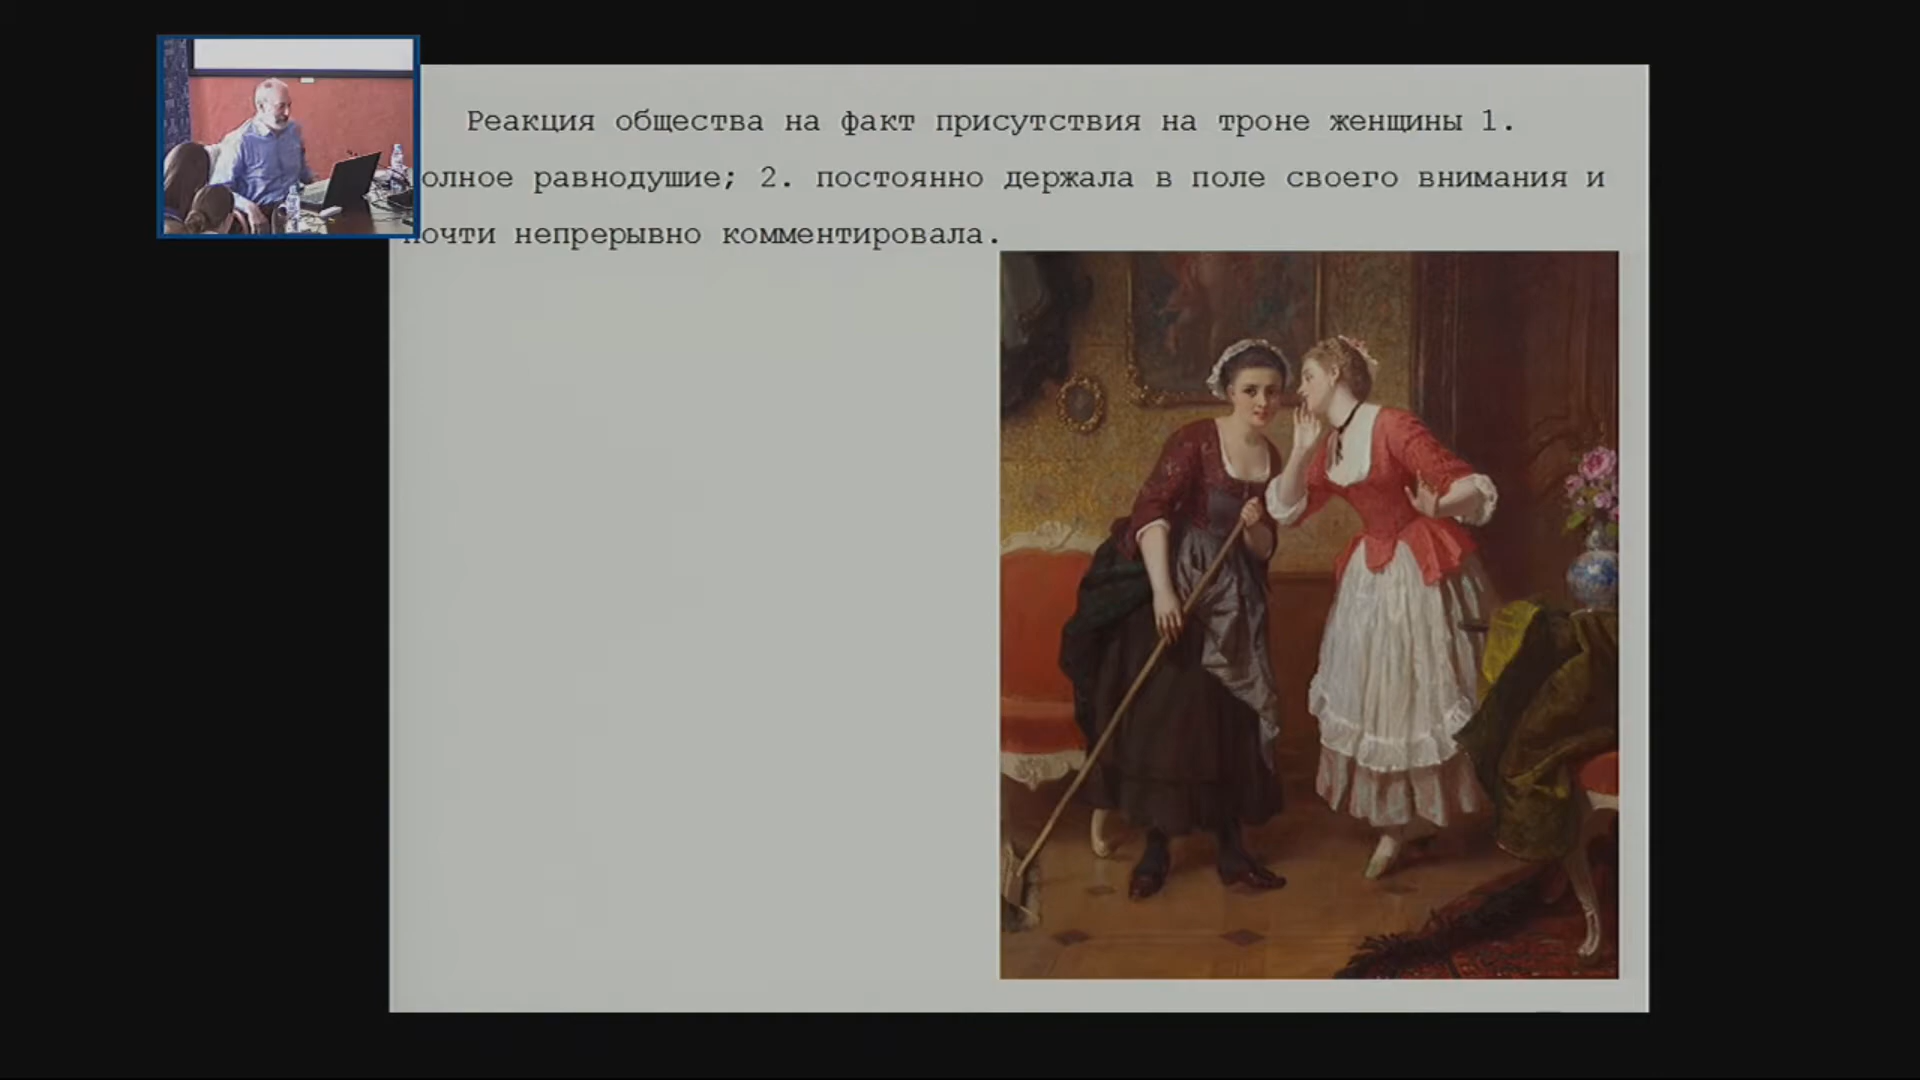 Реакция общества на факт присутствия на троне женщины 1.
олное равнодушие; 2. постоянно держала в поле своего внимания и
почти непрерывно комментировала.